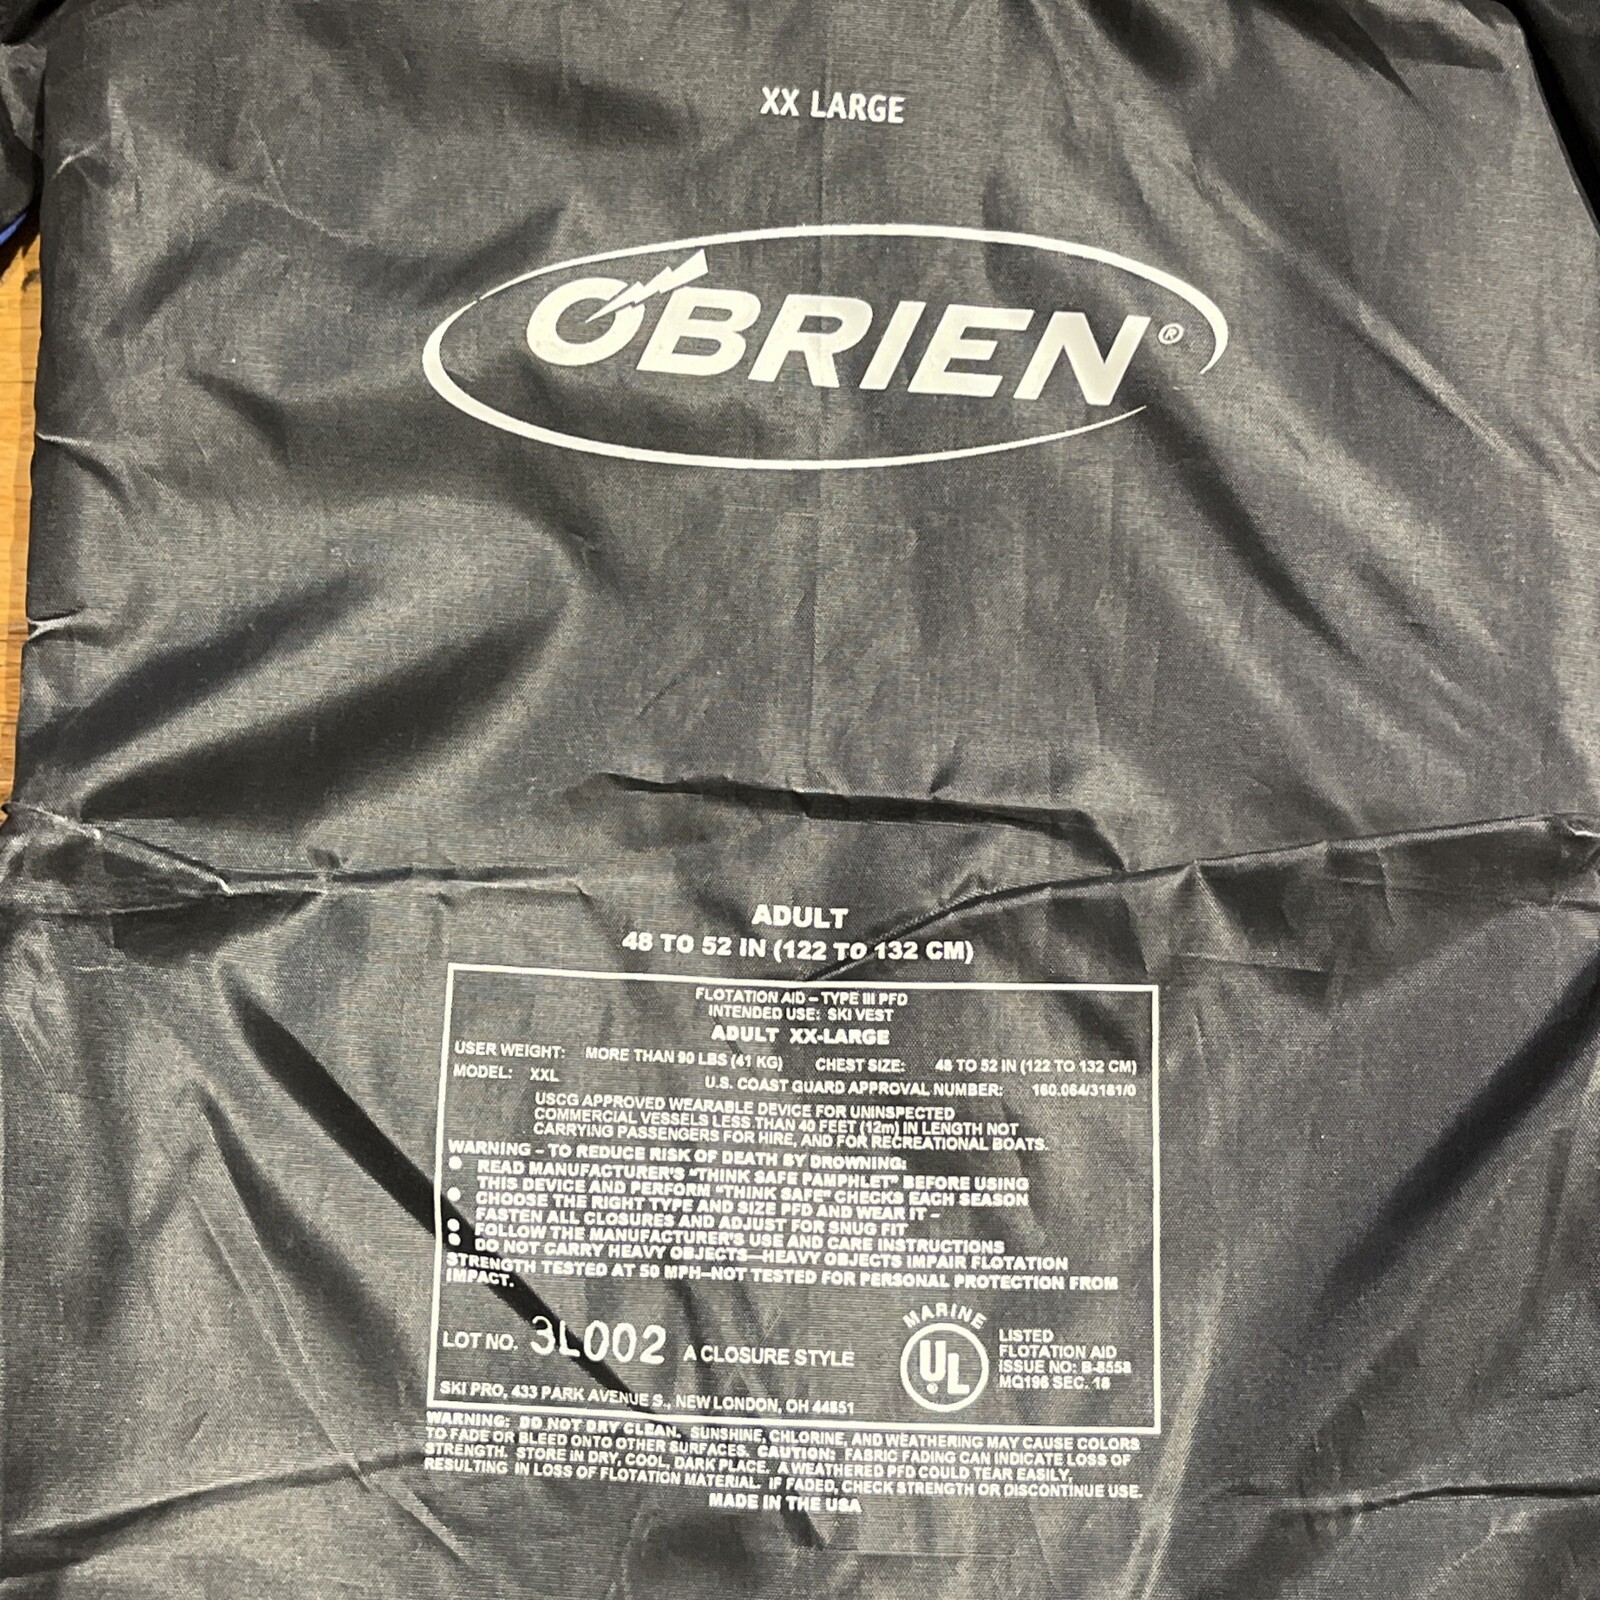 XX LARGE
O'BRIEN®
ADULT
48 TO 52 IN (122 TO 132 CM)
FLOTATION AID – TYPE III PFD
INTENDED USE: SKI VEST
ADULT XX-LARGE
USER WEIGHT: MORE THAN 90 LBS (41 KG) CHEST SIZE: 48 TO 52 IN (122 TO 132 CM)
MODEL: XXL U.S. COAST GUARD APPROVAL NUMBER: 160.064/3181/0
USCG APPROVED WEARABLE DEVICE FOR UNINSPECTED
COMMERCIAL VESSELS LESS THAN 40 FEET (12m) IN LENGTH NOT
CARRYING PASSENGERS FOR HIRE, AND FOR RECREATIONAL BOATS.
WARNING – TO REDUCE RISK OF DEATH BY DROWNING:
● READ MANUFACTURER'S "THINK SAFE PAMPHLET" BEFORE USING
THIS DEVICE AND PERFORM "THINK SAFE" CHECKS EACH SEASON
● CHOOSE THE RIGHT TYPE AND SIZE PFD AND WEAR IT –
FASTEN ALL CLOSURES AND ADJUST FOR SNUG FIT
● FOLLOW THE MANUFACTURER'S USE AND CARE INSTRUCTIONS
● DO NOT CARRY HEAVY OBJECTS—HEAVY OBJECTS IMPAIR FLOTATION
STRENGTH TESTED AT 50 MPH–NOT TESTED FOR PERSONAL PROTECTION FROM
IMPACT.
LOT NO. 3L002 A CLOSURE STYLE
MARINE
UL
LISTED
FLOTATION AID
ISSUE NO: B-8558
MQ196 SEC. 18
SKI PRO, 433 PARK AVENUE S., NEW LONDON, OH 44851
WARNING: DO NOT DRY CLEAN. SUNSHINE, CHLORINE, AND WEATHERING MAY CAUSE COLORS
TO FADE OR BLEED ONTO OTHER SURFACES. CAUTION: FABRIC FADING CAN INDICATE LOSS OF
STRENGTH. STORE IN DRY, COOL, DARK PLACE. A WEATHERED PFD COULD TEAR EASILY,
RESULTING IN LOSS OF FLOTATION MATERIAL. IF FADED, CHECK STRENGTH OR DISCONTINUE USE.
MADE IN THE USA